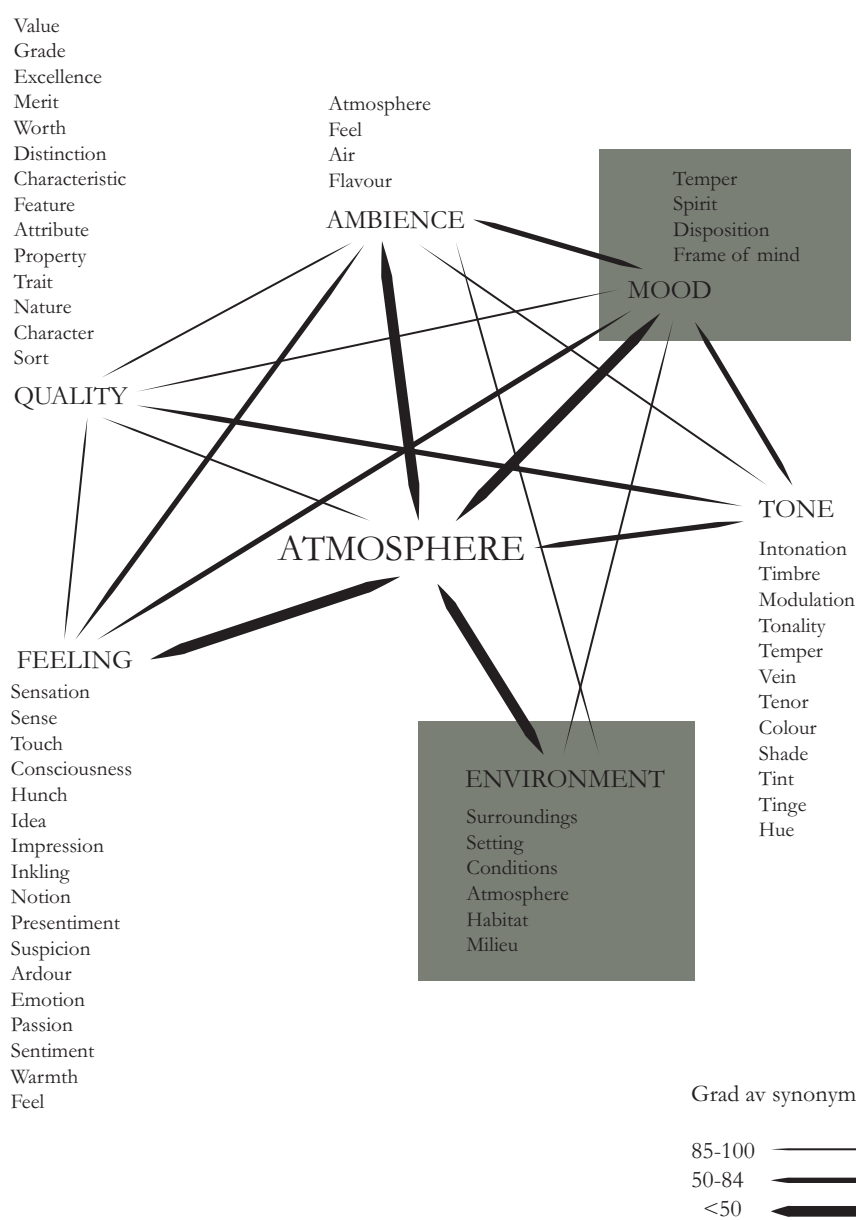 Value
Grade
Excellence
Merit
Worth
Distinction
Characteristic
Feature
Attribute
Property
Trait
Nature
Character
Sort
QUALITY
Atmosphere
Feel
Air
Flavour
AMBIENCE
Temper
Spirit
Disposition
Frame of mind
MOOD
TONE
Intonation
Timbre
Modulation
Tonality
Temper
Vein
Tenor
Colour
Shade
Tint
Tinge
Hue
ATMOSPHERE
FEELING
Sensation
Sense
Touch
Consciousness
Hunch
Idea
Impression
Inkling
Notion
Presentiment
Suspicion
Ardour
Emotion
Passion
Sentiment
Warmth
Feel
ENVIRONMENT
Surroundings
Setting
Conditions
Atmosphere
Habitat
Milieu
Grad av synonym
85-100
50-84
<50